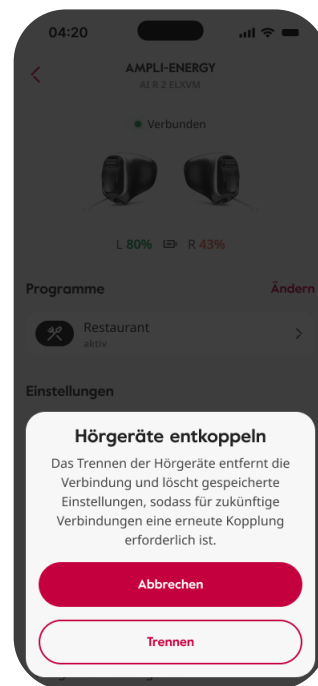 04:20
AMPLI-ENERGY
AI R 2 ELXVM
Verbunden
L 80% R 43%
Programme Ändern
Restaurant
aktiv
Einstellungen
Hörgeräte entkoppeln
Das Trennen der Hörgeräte entfernt die
Verbindung und löscht gespeicherte
Einstellungen, sodass für zukünftige
Verbindungen eine erneute Kopplung
erforderlich ist.
Abbrechen
Trennen